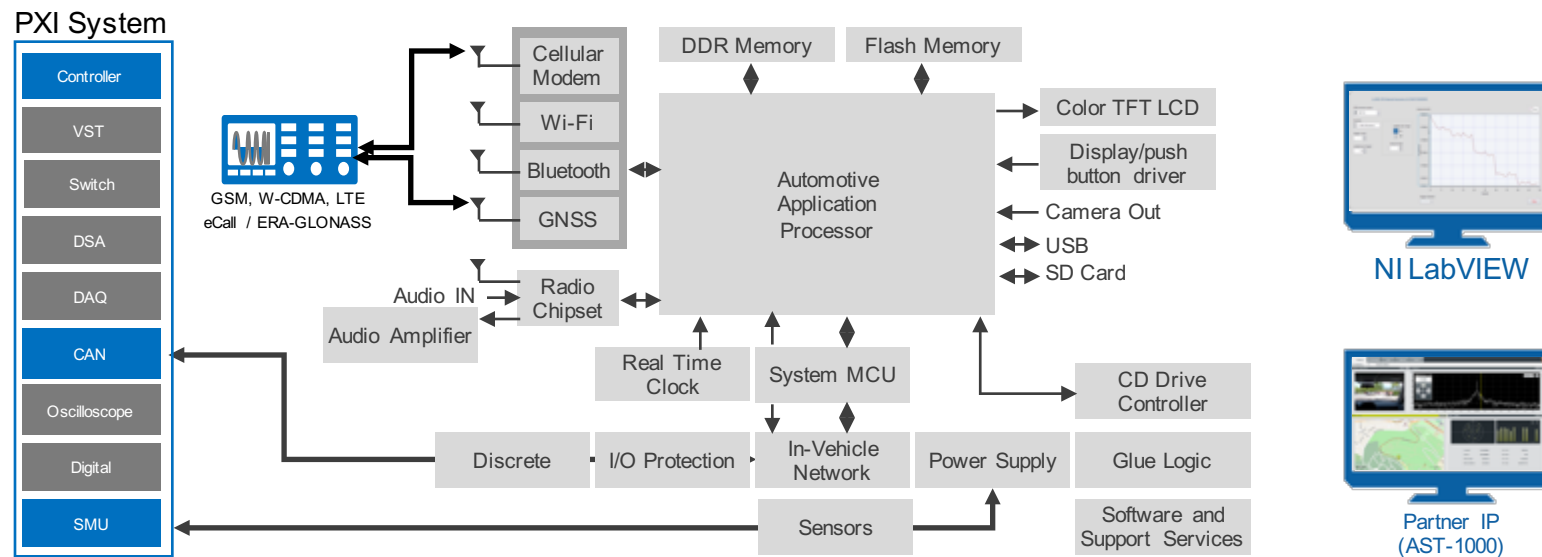 PXI System
Controller
VST
Switch
DSA
DAQ
CAN
Oscilloscope
Digital
SMU
GSM, W-CDMA, LTE
eCall / ERA-GLONASS
Cellular
Modem
Wi-Fi
Bluetooth
GNSS
Audio IN
Radio
Chipset
Audio Amplifier
DDR Memory
Flash Memory
Automotive
Application
Processor
Color TFT LCD
Display/push
button driver
Camera Out
USB
SD Card
Real Time
Clock
System MCU
CD Drive
Controller
Discrete
I/O Protection
In-Vehicle
Network
Power Supply
Glue Logic
Sensors
Software and
Support Services
NI LabVIEW
Partner IP
(AST-1000)